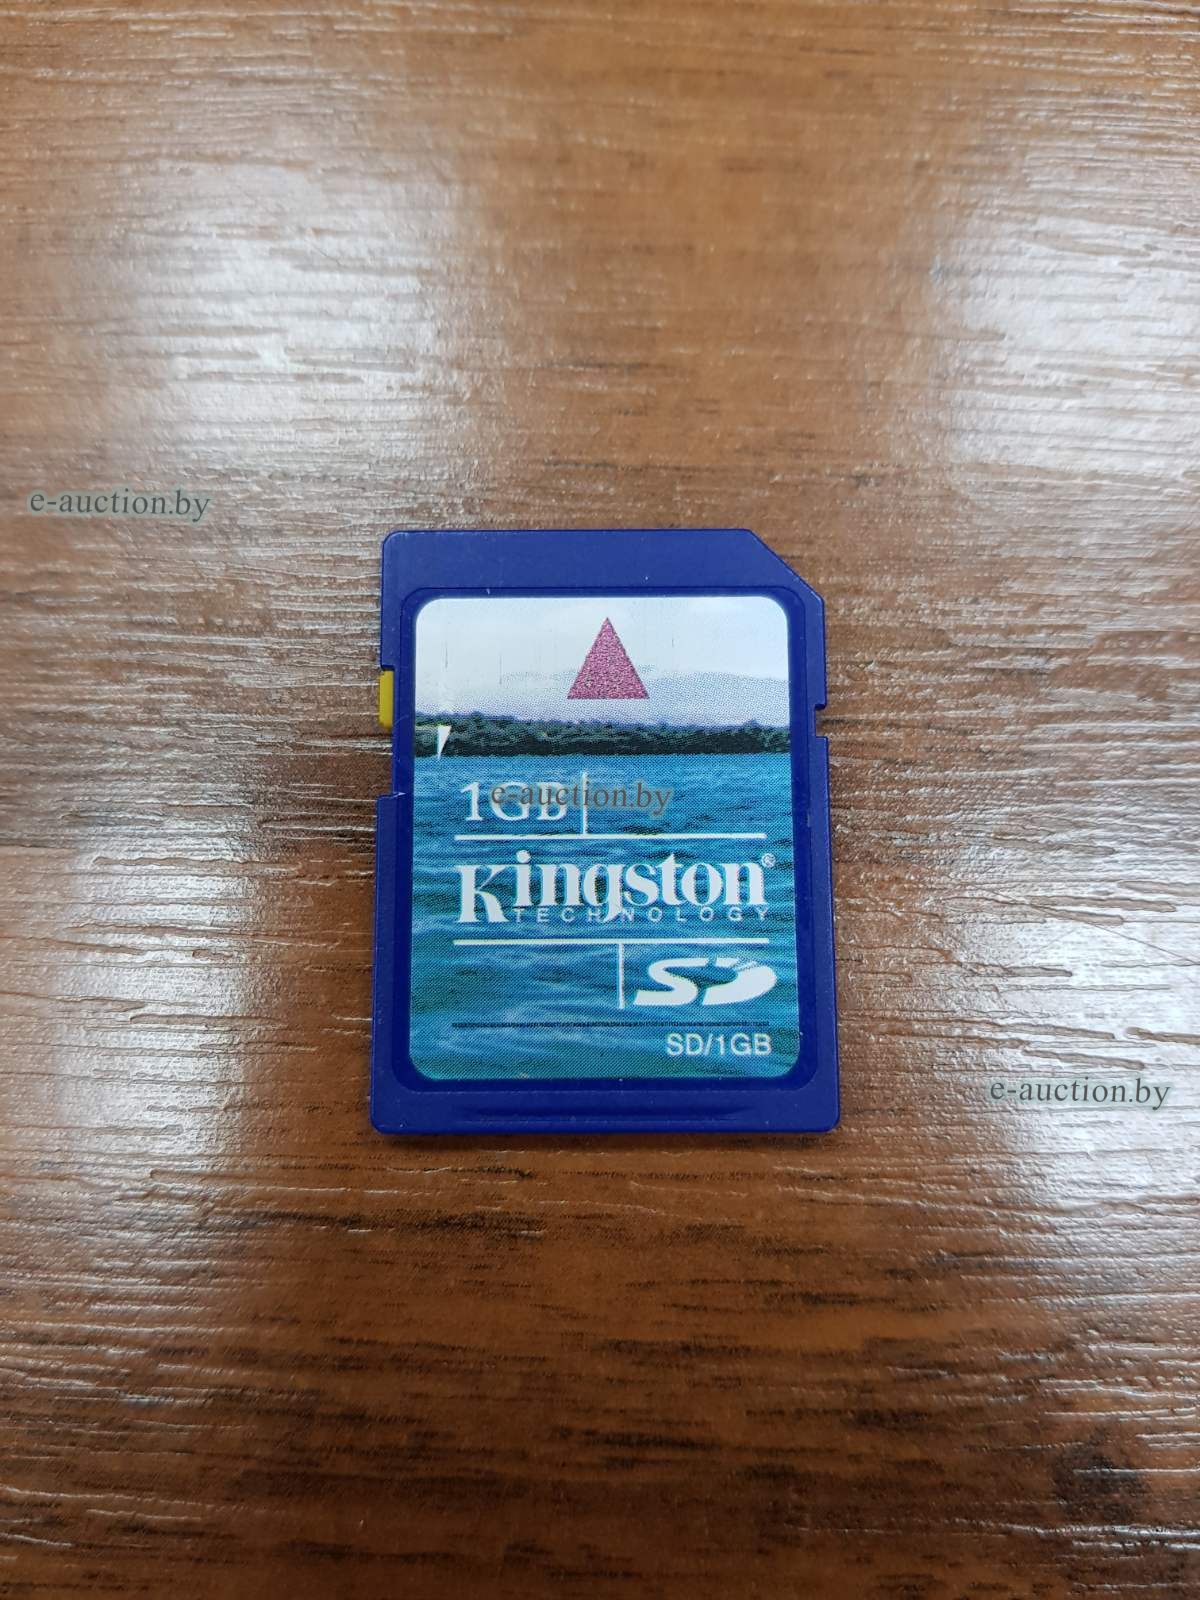 e-auction.by
1GB
e-auction.by
Kingston®
TECHNOLOGY
SD
SD/1GB
e-auction.by